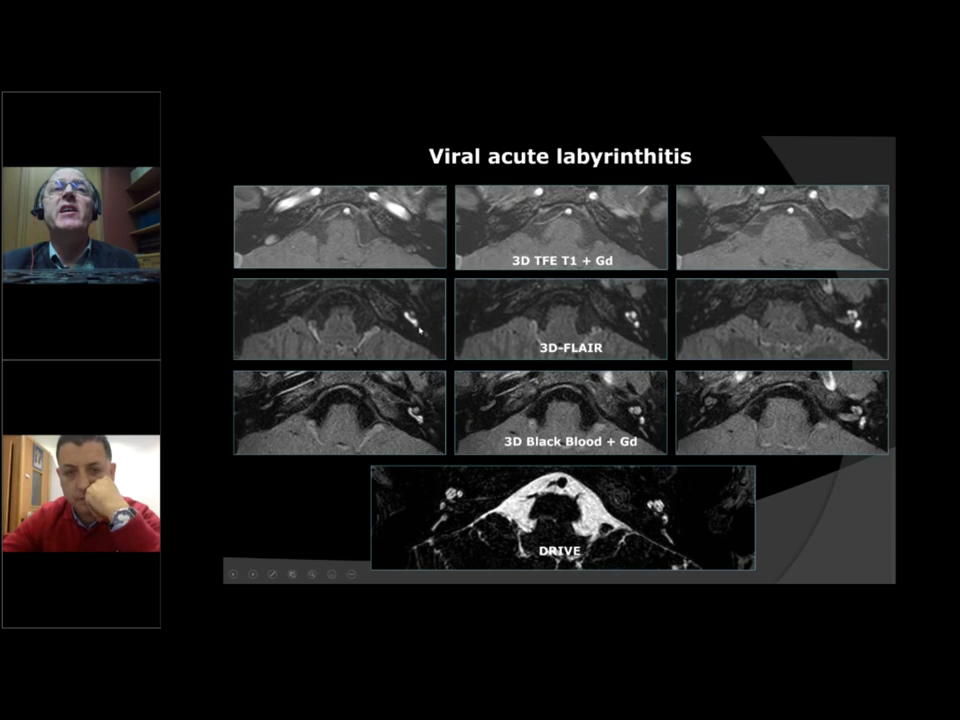 Viral acute labyrinthitis
3D TFE T1 + Gd
3D-FLAIR
3D Black Blood + Gd
DRIVE